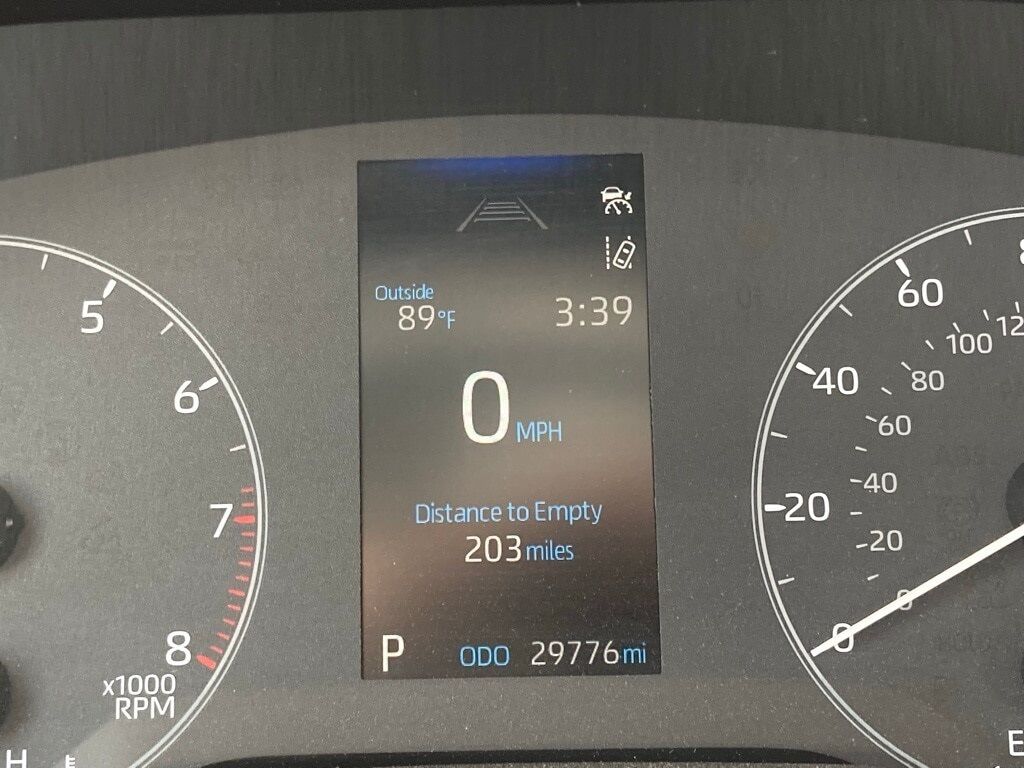 Outside
89°F
3:39
0 MPH
Distance to Empty
203 miles
P ODO 29776 mi
5
6
7
8
x1000
RPM
H
E
60
40
20
0
100
80
60
40
20
0
E